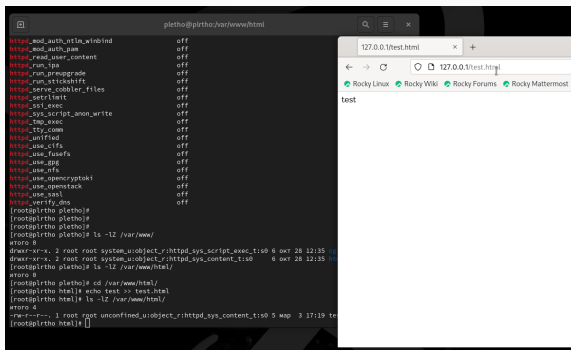 pletho@plrtho:/var/www/html
httpd_mod_auth_ntlm_winbind off
httpd_mod_auth_pam off
httpd_read_user_content off
httpd_run_ipa off
httpd_run_preupgrade off
httpd_run_stickshift off
httpd_serve_cobbler_files off
httpd_setrlimit off
httpd_ssi_exec off
httpd_sys_script_anon_write off
httpd_tmp_exec off
httpd_tty_comm off
httpd_unified off
httpd_use_cifs off
httpd_use_fusefs off
httpd_use_gpg off
httpd_use_nfs off
httpd_use_opencryptoki off
httpd_use_openstack off
httpd_use_sasl off
httpd_verify_dns off
[root@plrtho pletho]#
[root@plrtho pletho]#
[root@plrtho pletho]#
[root@plrtho pletho]# ls -lZ /var/www/
итого 0
drwxr-xr-x. 2 root root system_u:object_r:httpd_sys_script_exec_t:s0 6 окт 28 12:35
drwxr-xr-x. 2 root root system_u:object_r:httpd_sys_content_t:s0 6 окт 28 12:35
[root@plrtho pletho]# ls -lZ /var/www/html/
итого 0
[root@plrtho pletho]# cd /var/www/html/
[root@plrtho html]# echo test >> test.html
[root@plrtho html]# ls -lZ /var/www/html/
итого 4
-rw-r--r--. 1 root root unconfined_u:object_r:httpd_sys_content_t:s0 5 мар 3 17:19 te
[root@plrtho html]#
127.0.0.1/test.html
127.0.0.1/test.html
Rocky Linux Rocky Wiki Rocky Forums Rocky Mattermost
test